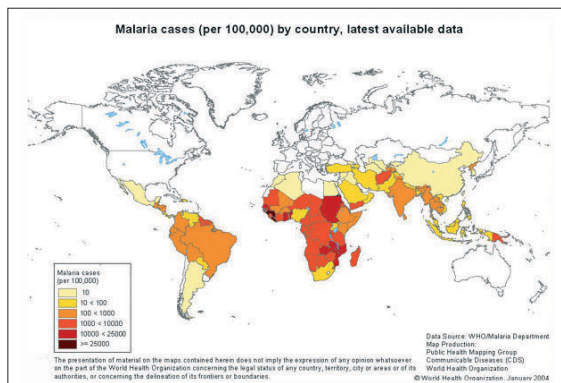 Malaria cases (per 100,000) by country, latest available data
Malaria cases
(per 100,000)
10
10 < 100
100 < 1000
1000 < 10000
10000 < 25000
>= 25000
Data Source: WHO/Malaria Department
Map Production:
Public Health Mapping Group
Communicable Diseases (CDS)
World Health Organization
© World Health Organization, January 2004
The presentation of material on the maps contained herein does not imply the expression of any opinion whatsoever
on the part of the World Health Organization concerning the legal status of any country, territory, city or areas or of its
authorities, or concerning the delineation of its frontiers or boundaries.